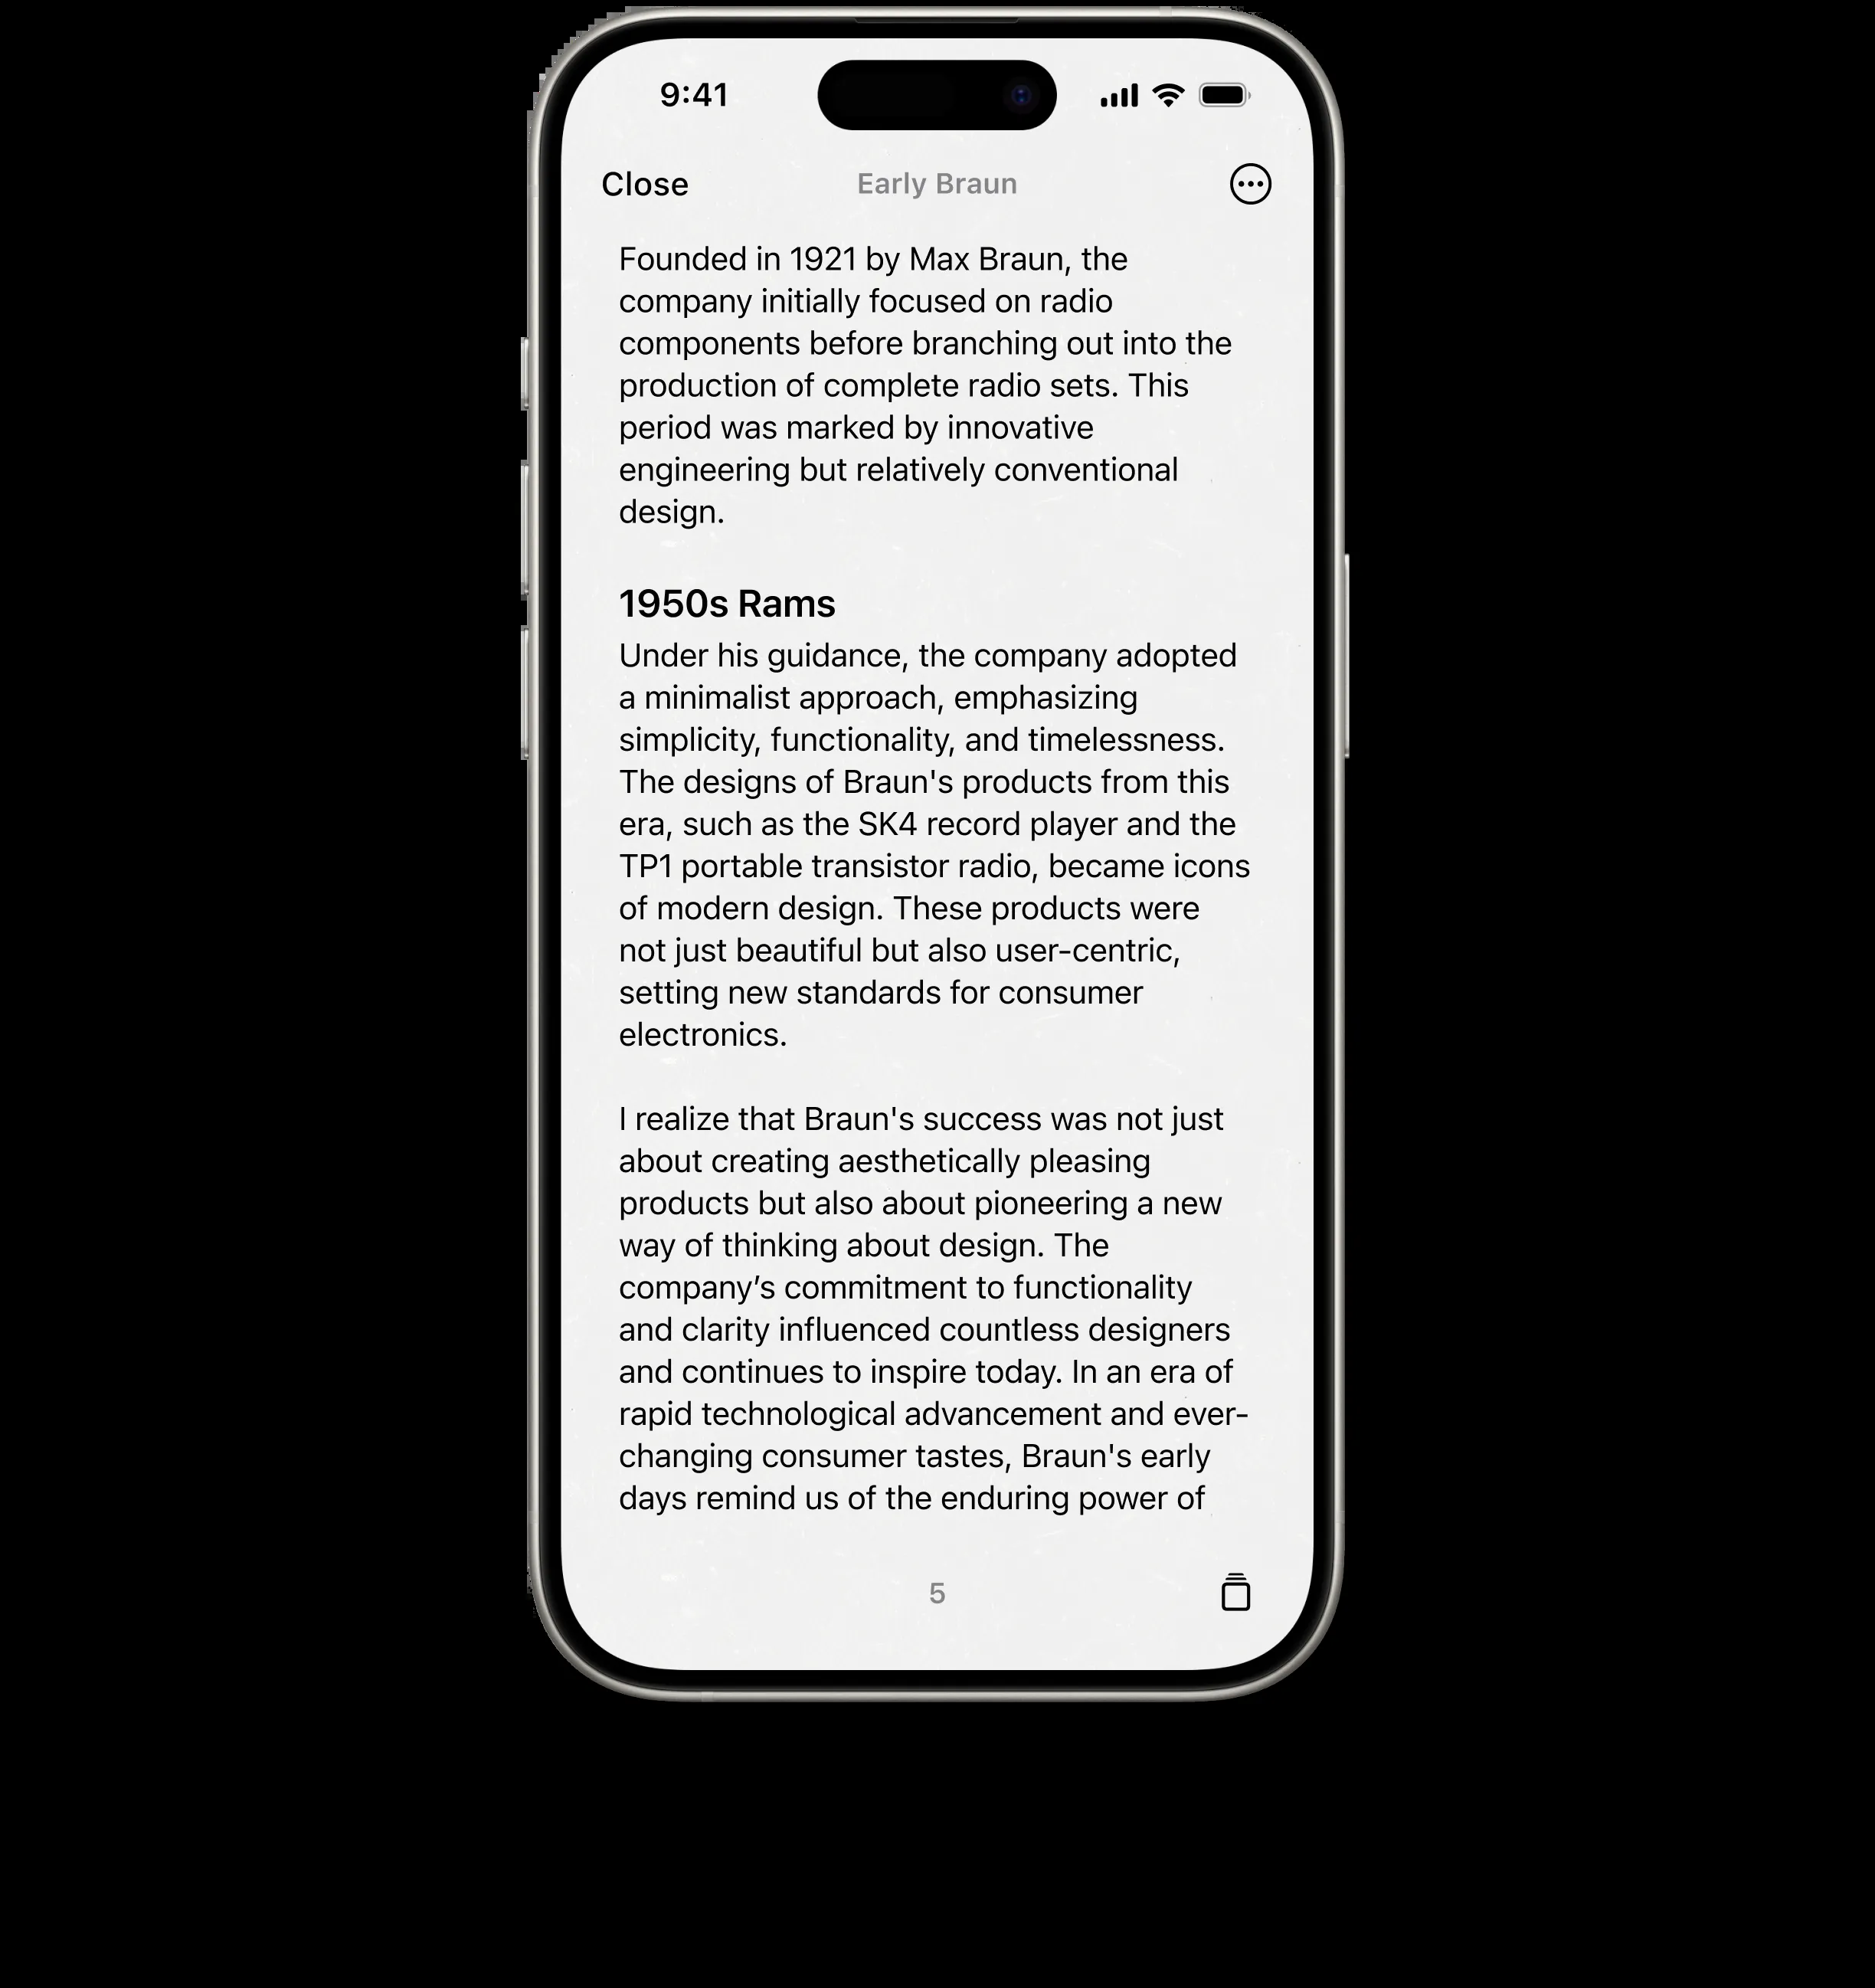 9:41
Close
Early Braun
Founded in 1921 by Max Braun, the
company initially focused on radio
components before branching out into the
production of complete radio sets. This
period was marked by innovative
engineering but relatively conventional
design.
1950s Rams
Under his guidance, the company adopted
a minimalist approach, emphasizing
simplicity, functionality, and timelessness.
The designs of Braun's products from this
era, such as the SK4 record player and the
TP1 portable transistor radio, became icons
of modern design. These products were
not just beautiful but also user-centric,
setting new standards for consumer
electronics.
I realize that Braun's success was not just
about creating aesthetically pleasing
products but also about pioneering a new
way of thinking about design. The
company’s commitment to functionality
and clarity influenced countless designers
and continues to inspire today. In an era of
rapid technological advancement and ever-
changing consumer tastes, Braun's early
days remind us of the enduring power of
5